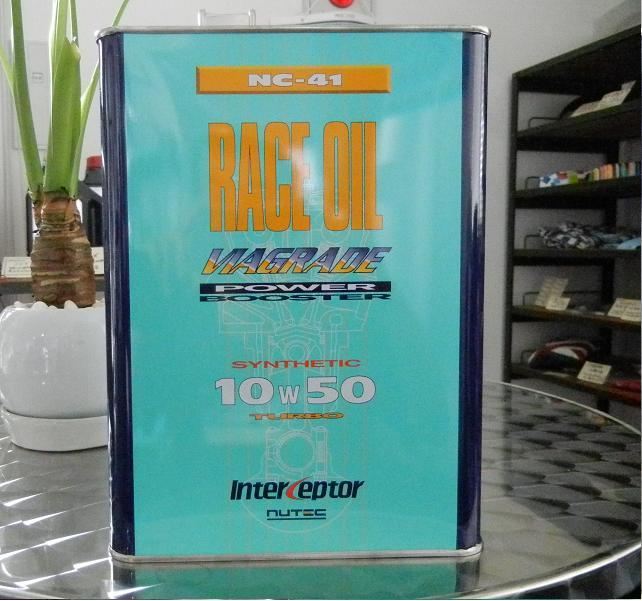 NC-41
RACE OIL
VIAGRADE
POWER
BOOSTER
SYNTHETIC
10W50
TURBO
Interceptor
NUTEC